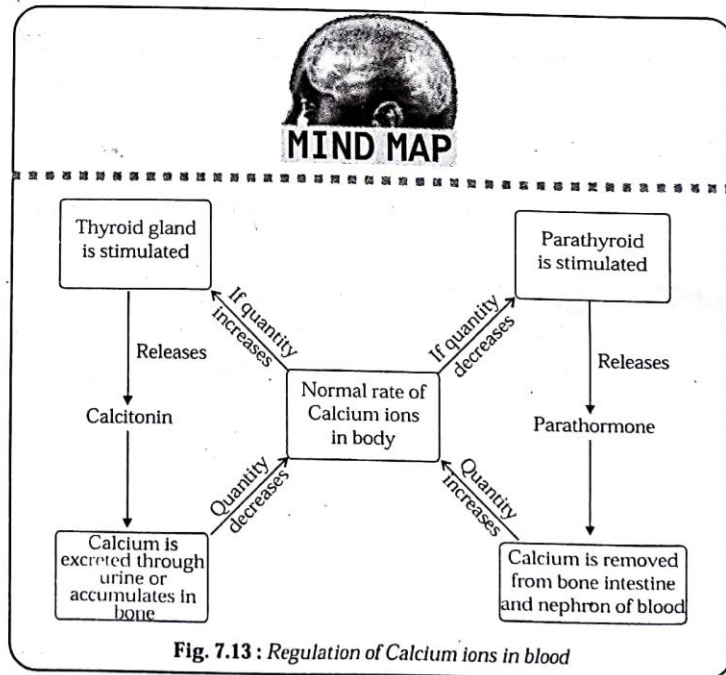 MIND MAP
Thyroid gland
is stimulated
Parathyroid
is stimulated
If quantity
increases
If quantity
decreases
Releases
Releases
Normal rate of
Calcium ions
in body
Calcitonin
Parathormone
Quantity
decreases
Quantity
increases
Calcium is
excreted through
urine or
accumulates in
bone
Calcium is removed
from bone intestine
and nephron of blood
Fig. 7.13 : Regulation of Calcium ions in blood